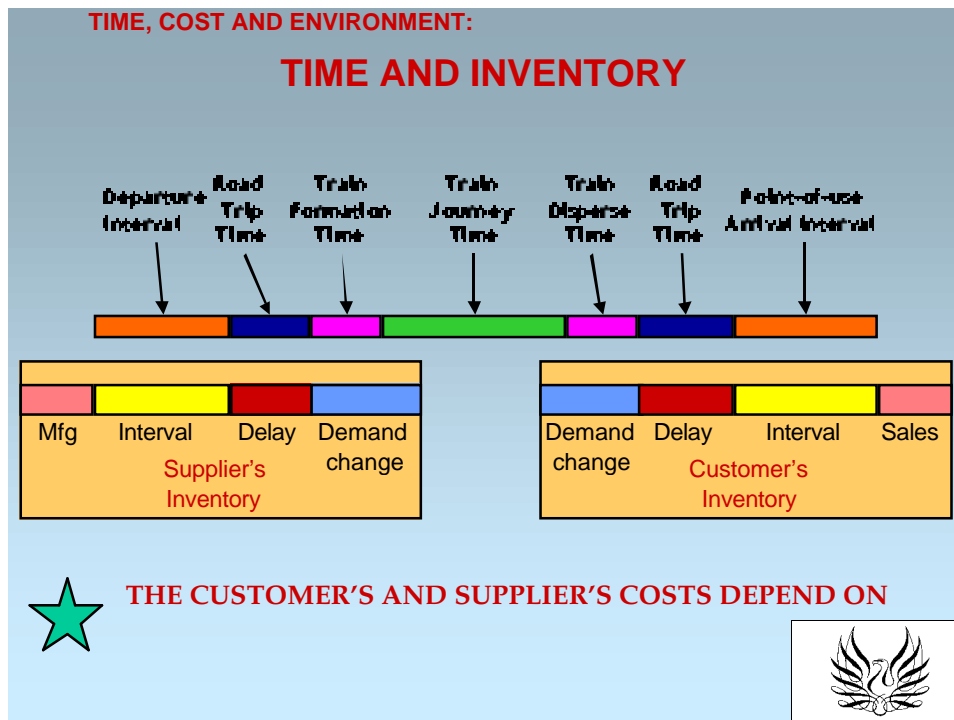 TIME, COST AND ENVIRONMENT:
TIME AND INVENTORY
Departure
Interval
Road
Trip
Time
Train
Formation
Time
Train
Journey
Time
Train
Disperse
Time
Road
Trip
Time
Point-of-use
Arrival Interval
Mfg Interval Delay Demand
change
Supplier’s
Inventory
Demand Delay Interval Sales
change
Customer’s
Inventory
THE CUSTOMER’S AND SUPPLIER’S COSTS DEPEND ON